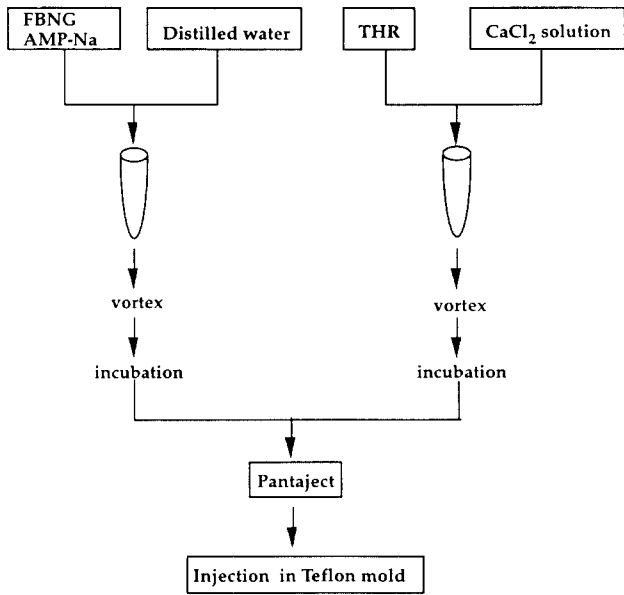 FBNG
AMP-Na
Distilled water
THR
CaCl₂ solution
vortex
vortex
incubation
incubation
Pantaject
Injection in Teflon mold